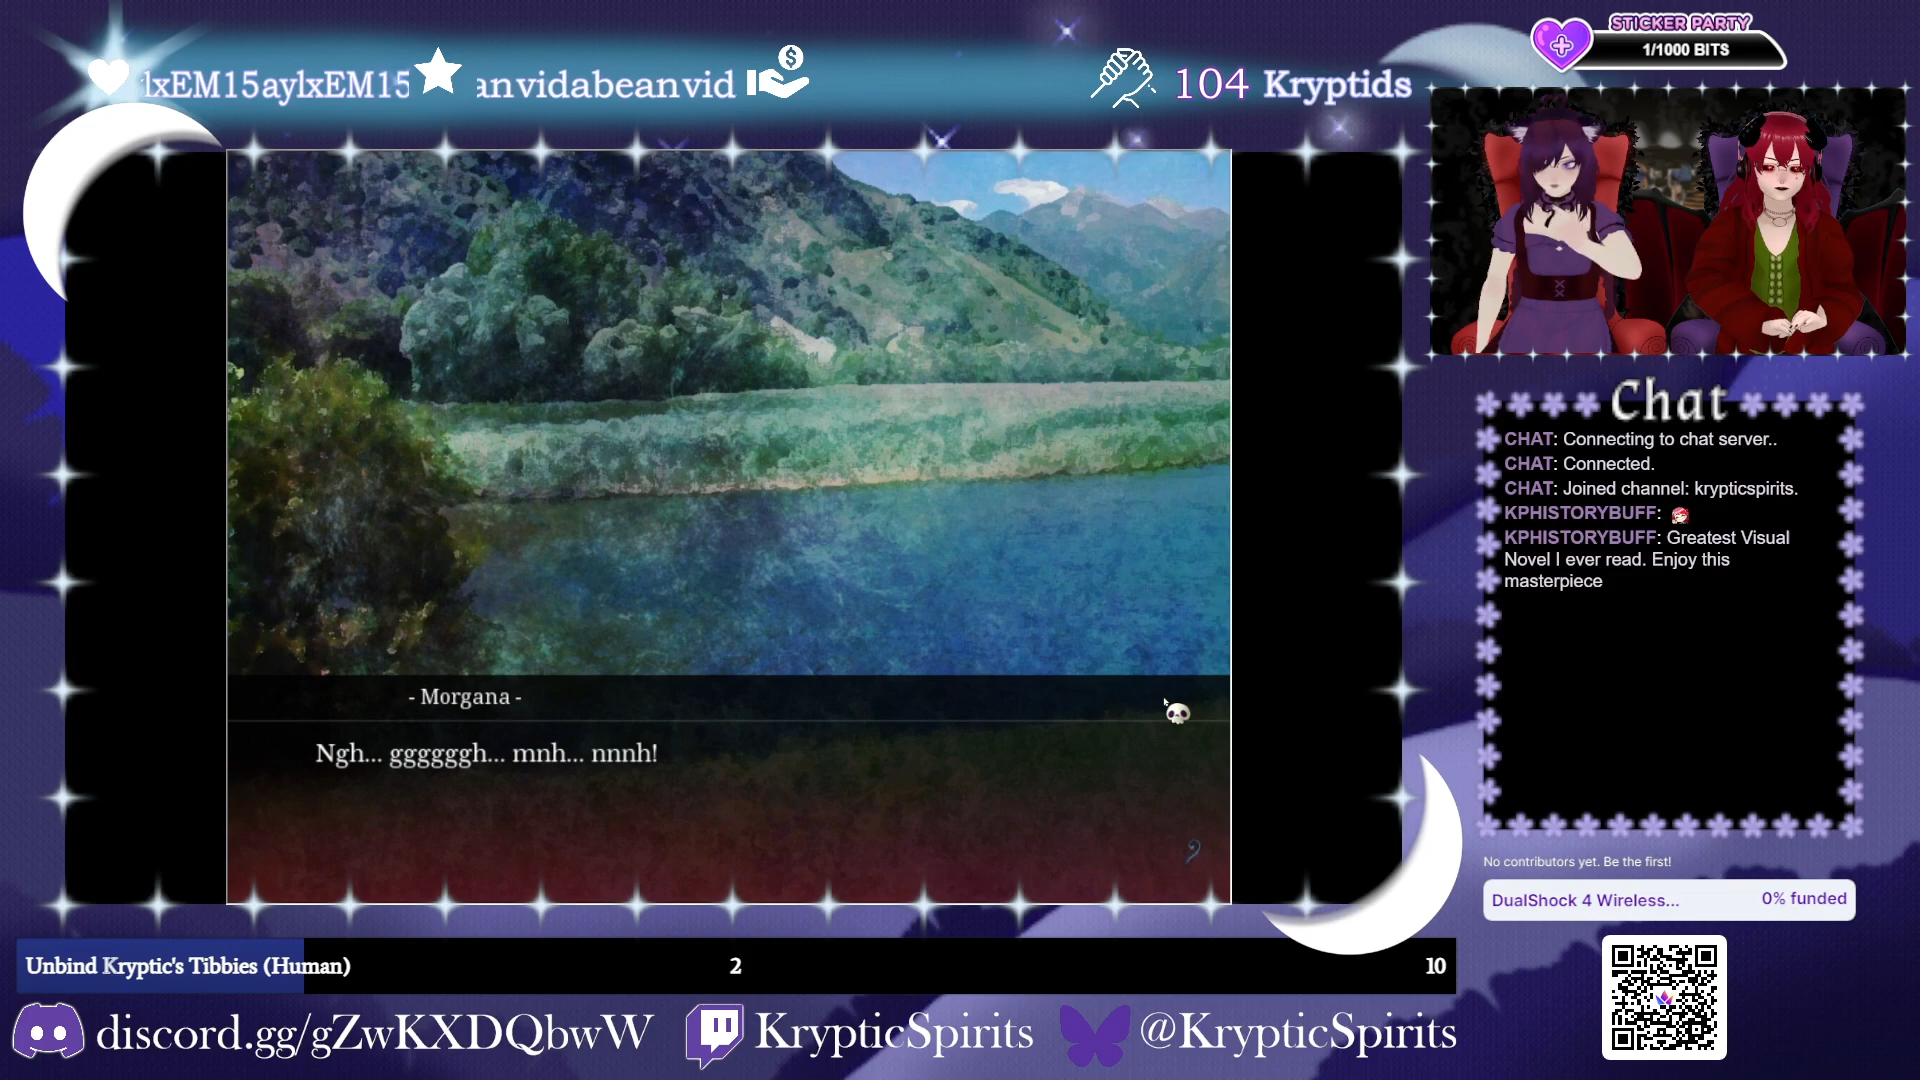 STICKER PARTY
1/1000 BITS
lxEM15aylxEM15
anvidabeanvid
104 Kryptids
Chat
CHAT: Connecting to chat server..
CHAT: Connected.
CHAT: Joined channel: krypticspirits.
KPHISTORYBUFF:
KPHISTORYBUFF: Greatest Visual
Novel I ever read. Enjoy this
masterpiece
- Morgana -
Ngh... ggggggh... mnh... nnnh!
No contributors yet. Be the first!
DualShock 4 Wireless... 0% funded
Unbind Kryptic's Tibbies (Human) 2 10
discord.gg/gZwKXDQbwW KrypticSpirits @KrypticSpirits